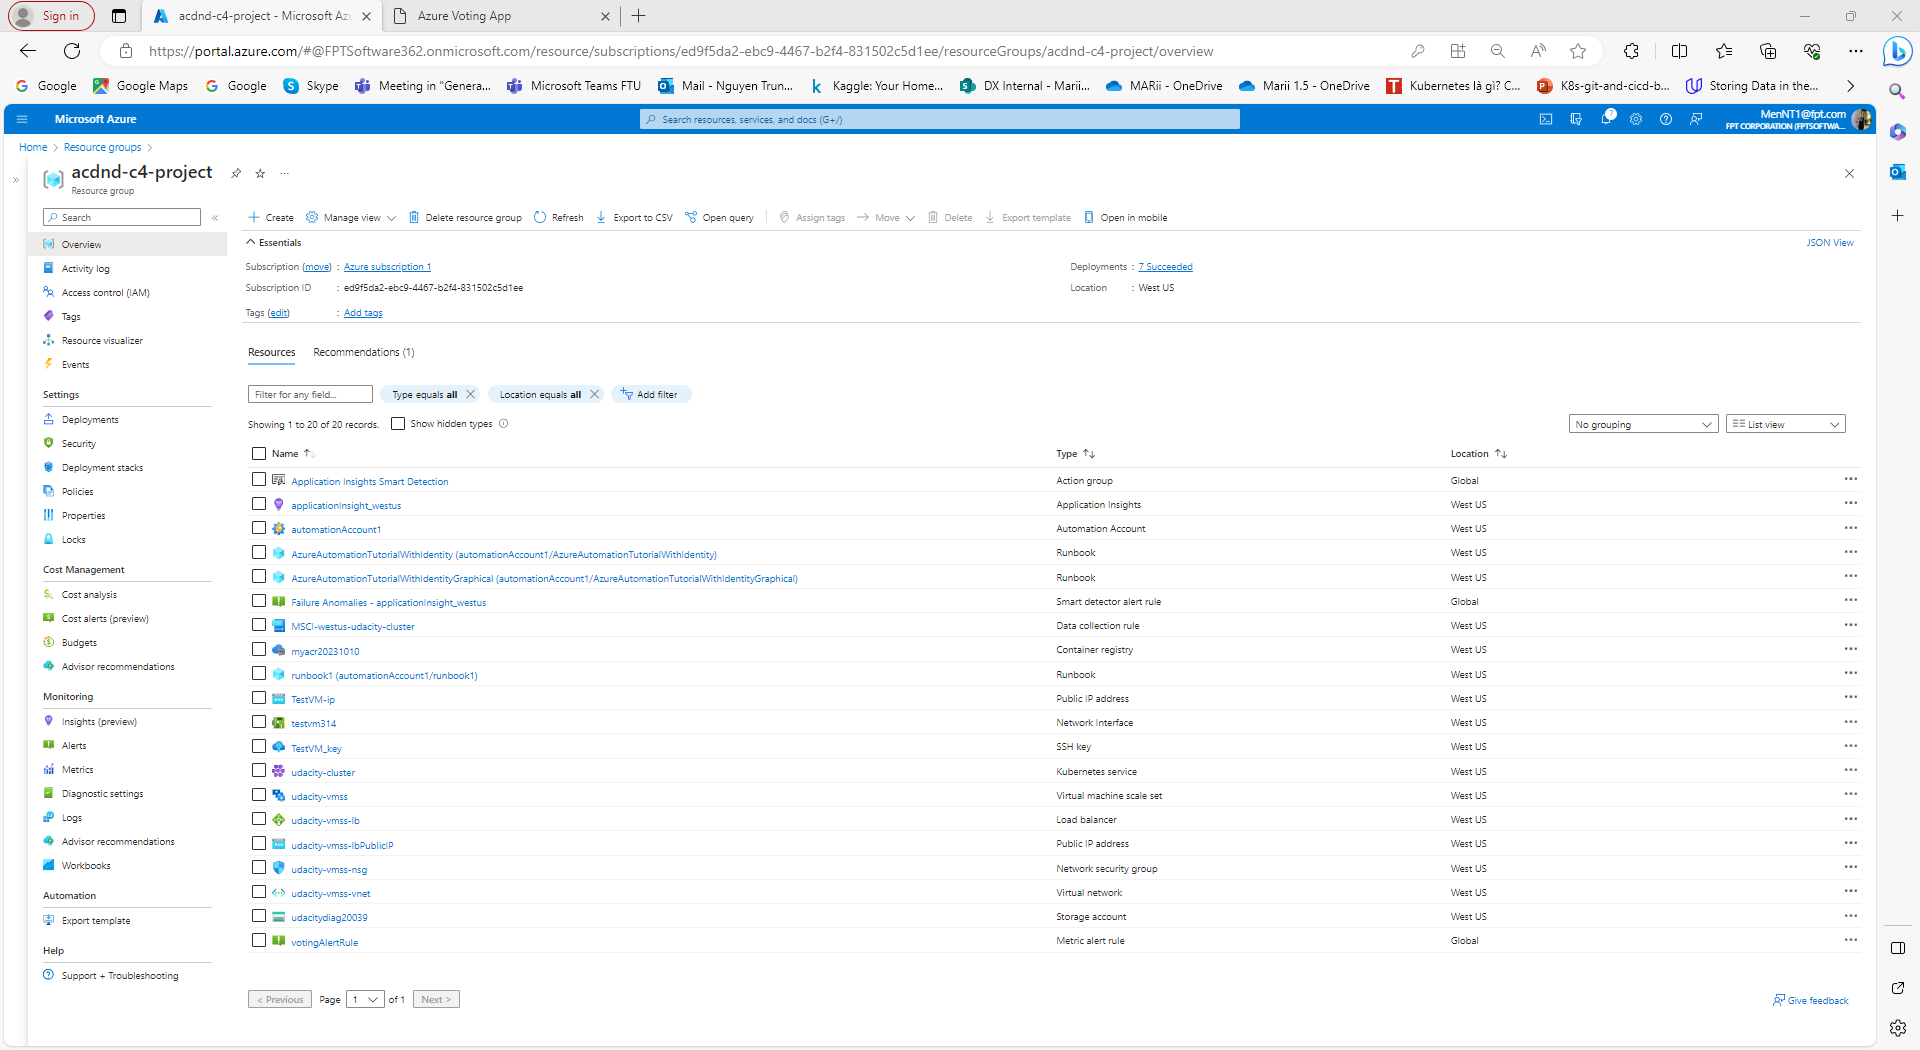 Sign in
acdnd-c4-project - Microsoft Az
Azure Voting App
https://portal.azure.com/#@FPTSoftware362.onmicrosoft.com/resource/subscriptions/ed9f5da2-ebc9-4467-b2f4-831502c5d1ee/resourceGroups/acdnd-c4-project/overview
Google
Google Maps
Google
Skype
Meeting in "Genera...
Microsoft Teams FTU
Mail - Nguyen Trun...
Kaggle: Your Home...
DX Internal - Marii...
MARii - OneDrive
Marii 1.5 - OneDrive
Kubernetes là gì? C...
K8s-git-and-cicd-b...
Storing Data in the...
Microsoft Azure
Search resources, services, and docs (G+/)
7
MenNT1@fpt.com
FPT CORPORATION (FPTSOFTWA...
Home > Resource groups >
acdnd-c4-project
Resource group
Search
Overview
Activity log
Access control (IAM)
Tags
Resource visualizer
Events
Settings
Deployments
Security
Deployment stacks
Policies
Properties
Locks
Cost Management
Cost analysis
Cost alerts (preview)
Budgets
Advisor recommendations
Monitoring
Insights (preview)
Alerts
Metrics
Diagnostic settings
Logs
Advisor recommendations
Workbooks
Automation
Export template
Help
Support + Troubleshooting
Create Manage view Delete resource group Refresh Export to CSV Open query Assign tags Move Delete Export template Open in mobile
Essentials
JSON View
Subscription (move) : Azure subscription 1
Deployments : 7 Succeeded
Subscription ID : ed9f5da2-ebc9-4467-b2f4-831502c5d1ee
Location : West US
Tags (edit) : Add tags
Resources Recommendations (1)
Filter for any field...
Type equals all
Location equals all
Add filter
Showing 1 to 20 of 20 records.
Show hidden types
No grouping
List view
Name Type Location
Application Insights Smart Detection Action group Global
applicationInsight_westus Application Insights West US
automationAccount1 Automation Account West US
AzureAutomationTutorialWithIdentity (automationAccount1/AzureAutomationTutorialWithIdentity) Runbook West US
AzureAutomationTutorialWithIdentityGraphical (automationAccount1/AzureAutomationTutorialWithIdentityGraphical) Runbook West US
Failure Anomalies - applicationInsight_westus Smart detector alert rule Global
MSCI-westus-udacity-cluster Data collection rule West US
myacr20231010 Container registry West US
runbook1 (automationAccount1/runbook1) Runbook West US
TestVM-ip Public IP address West US
testvm314 Network Interface West US
TestVM_key SSH key West US
udacity-cluster Kubernetes service West US
udacity-vmss Virtual machine scale set West US
udacity-vmss-lb Load balancer West US
udacity-vmss-lbPublicIP Public IP address West US
udacity-vmss-nsg Network security group West US
udacity-vmss-vnet Virtual network West US
udacitydiag20039 Storage account West US
votingAlertRule Metric alert rule Global
< Previous Page 1 of 1 Next >
Give feedback